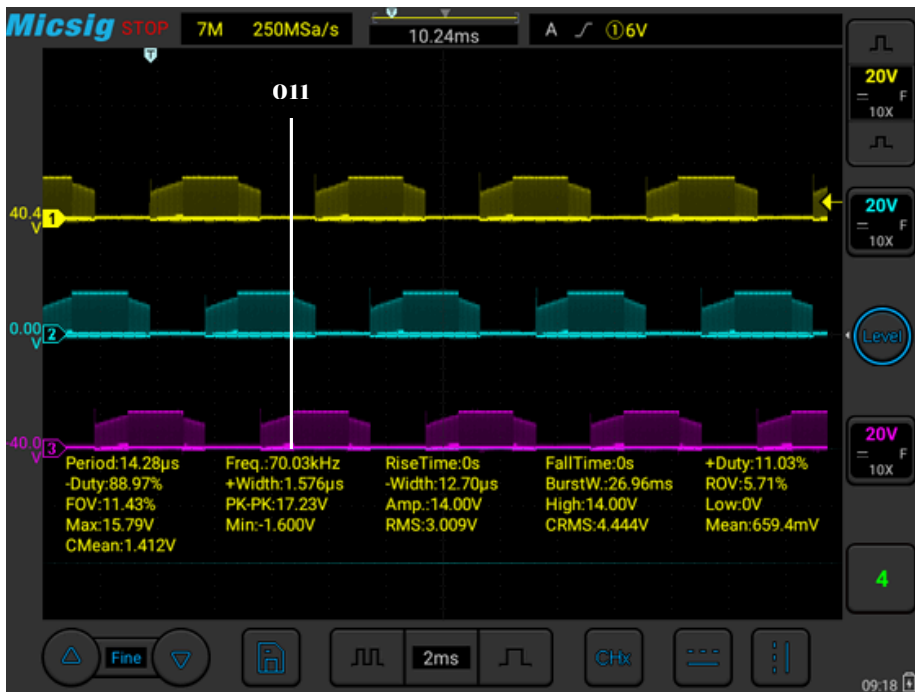 Micsig STOP 7M 250MSa/s 10.24ms A ①6V
T
011
20V
F
10X
40.4 V 1
20V
F
10X
0.00 V 2
Level
-40.0 V 3
20V
F
10X
Period:14.28µs Freq.:70.03kHz RiseTime:0s FallTime:0s +Duty:11.03%
-Duty:88.97% +Width:1.576µs -Width:12.70µs BurstW.:26.96ms ROV:5.71%
FOV:11.43% PK-PK:17.23V Amp.:14.00V High:14.00V Low:0V
Max:15.79V Min:-1.600V RMS:3.009V CRMS:4.444V Mean:659.4mV
CMean:1.412V
4
Fine 2ms CHx
09:18